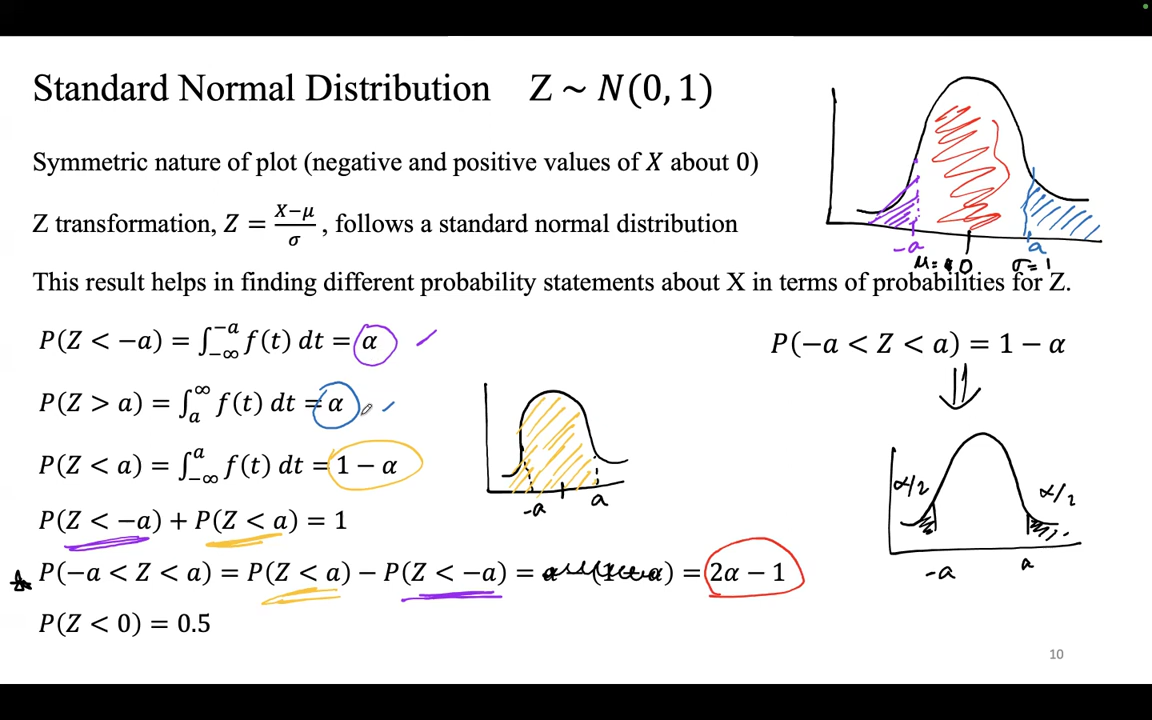 Standard Normal Distribution Z ~ N(0, 1)
Symmetric nature of plot (negative and positive values of X about 0)
Z transformation, Z = (X−μ)/σ , follows a standard normal distribution
-a
a
μ= 0
σ=1
This result helps in finding different probability statements about X in terms of probabilities for Z.
P(Z < −a) = ∫_{−∞}^{−a} f(t) dt = α
P(−a < Z < a) = 1 − α
P(Z > a) = ∫_{a}^{∞} f(t) dt = α
P(Z < a) = ∫_{−∞}^{a} f(t) dt = 1 − α
-a
a
α/2
α/2
-a
a
P(Z < −a) + P(Z < a) = 1
P(−a < Z < a) = P(Z < a) − P(Z < −a) = = 2α − 1
P(Z < 0) = 0.5
10